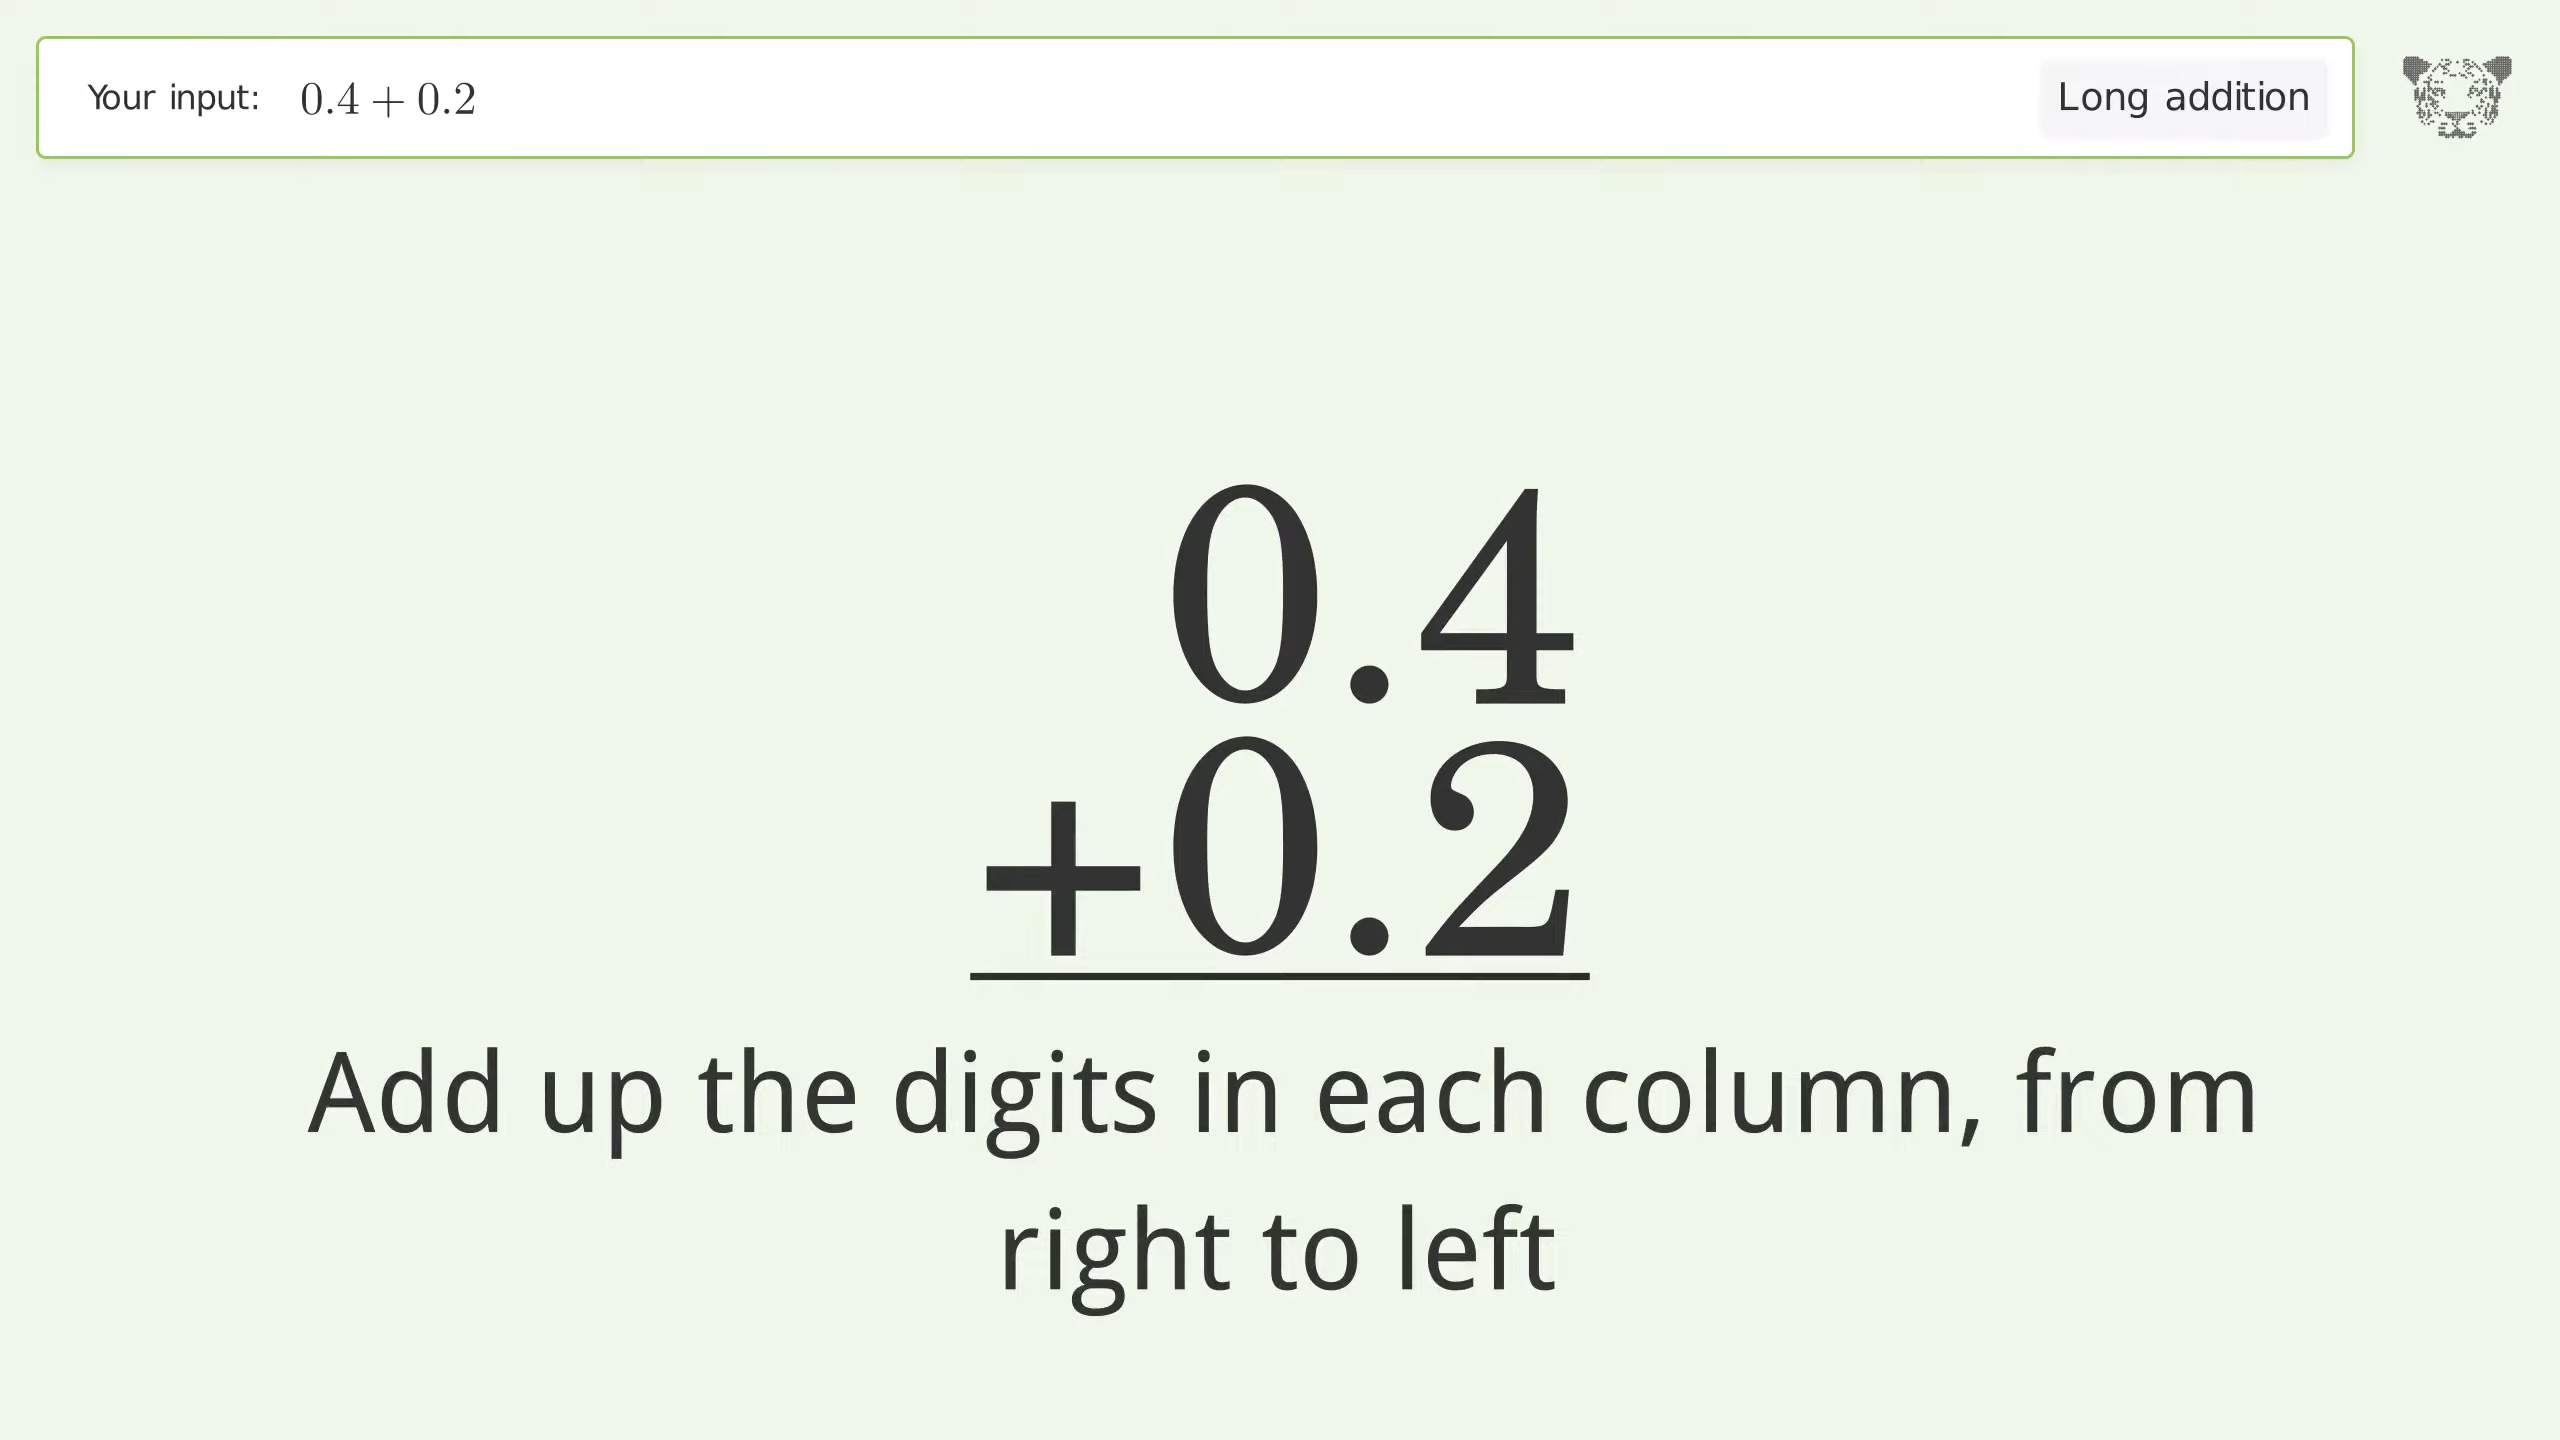 Your input: 0.4 + 0.2
Long addition
0.4
+0.2
Add up the digits in each column, from
right to left